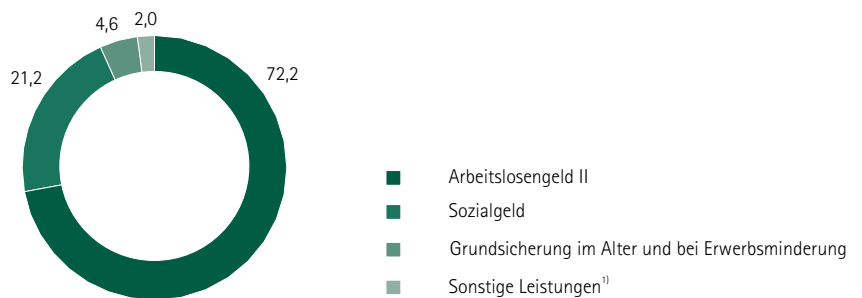 4,6
2,0
21,2
72,2
Arbeitslosengeld II
Sozialgeld
Grundsicherung im Alter und bei Erwerbsminderung
Sonstige Leistungen¹⁾